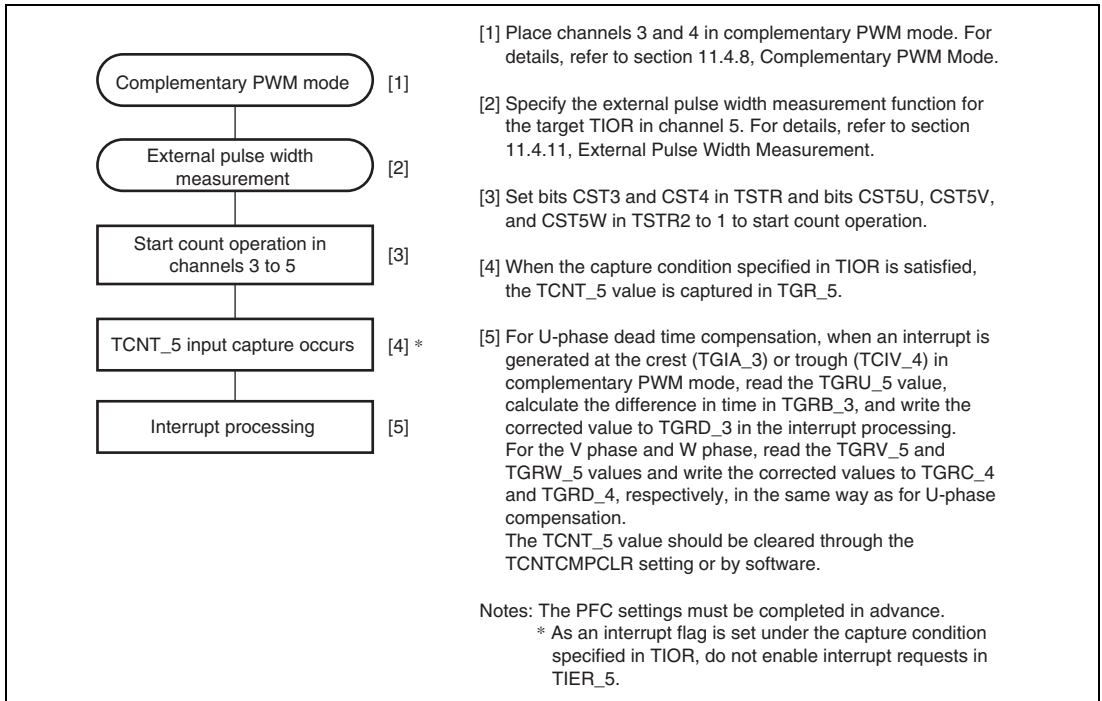 Complementary PWM mode [1]
External pulse width
measurement
[2]
Start count operation in
channels 3 to 5
[3]
TCNT_5 input capture occurs [4] *
Interrupt processing [5]
[1] Place channels 3 and 4 in complementary PWM mode. For
details, refer to section 11.4.8, Complementary PWM Mode.
[2] Specify the external pulse width measurement function for
the target TIOR in channel 5. For details, refer to section
11.4.11, External Pulse Width Measurement.
[3] Set bits CST3 and CST4 in TSTR and bits CST5U, CST5V,
and CST5W in TSTR2 to 1 to start count operation.
[4] When the capture condition specified in TIOR is satisfied,
the TCNT_5 value is captured in TGR_5.
[5] For U-phase dead time compensation, when an interrupt is
generated at the crest (TGIA_3) or trough (TCIV_4) in
complementary PWM mode, read the TGRU_5 value,
calculate the difference in time in TGRB_3, and write the
corrected value to TGRD_3 in the interrupt processing.
For the V phase and W phase, read the TGRV_5 and
TGRW_5 values and write the corrected values to TGRC_4
and TGRD_4, respectively, in the same way as for U-phase
compensation.
The TCNT_5 value should be cleared through the
TCNTCMPCLR setting or by software.
Notes: The PFC settings must be completed in advance.
* As an interrupt flag is set under the capture condition
specified in TIOR, do not enable interrupt requests in
TIER_5.